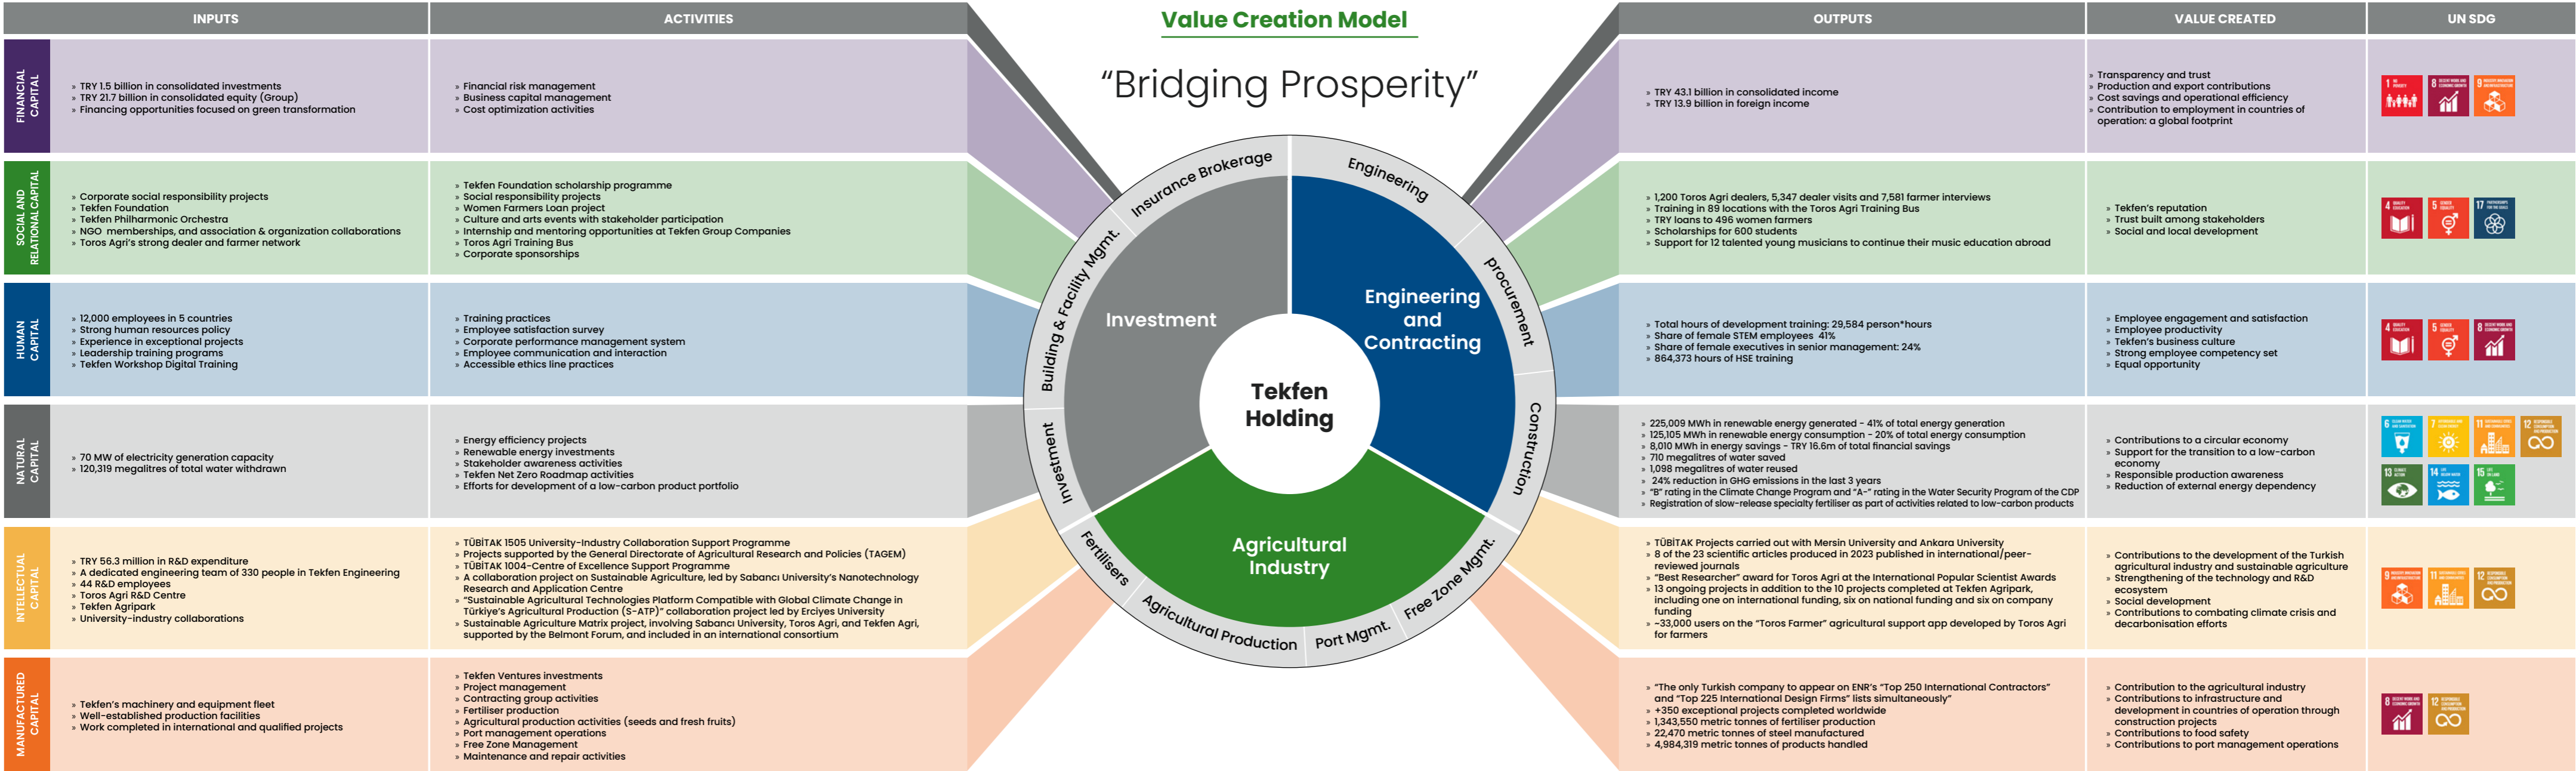 INPUTS
ACTIVITIES
Value Creation Model
“Bridging Prosperity”
OUTPUTS
VALUE CREATED
UN SDG
FINANCIAL
CAPITAL
» TRY 1.5 billion in consolidated investments
» TRY 21.7 billion in consolidated equity (Group)
» Financing opportunities focused on green transformation
» Financial risk management
» Business capital management
» Cost optimization activities
» TRY 43.1 billion in consolidated income
» TRY 13.9 billion in foreign income
» Transparency and trust
» Production and export contributions
» Cost savings and operational efficiency
» Contribution to employment in countries of
operation: a global footprint
1
8
9
SOCIAL AND
RELATIONAL CAPITAL
» Corporate social responsibility projects
» Tekfen Foundation
» Tekfen Philharmonic Orchestra
» NGO memberships, and association & organization collaborations
» Toros Agri’s strong dealer and farmer network
» Tekfen Foundation scholarship programme
» Social responsibility projects
» Women Farmers Loan project
» Culture and arts events with stakeholder participation
» Internship and mentoring opportunities at Tekfen Group Companies
» Toros Agri Training Bus
» Corporate sponsorships
» 1,200 Toros Agri dealers, 5,347 dealer visits and 7,581 farmer interviews
» Training in 89 locations with the Toros Agri Training Bus
» TRY loans to 496 women farmers
» Scholarships for 600 students
» Support for 12 talented young musicians to continue their music education abroad
» Tekfen’s reputation
» Trust built among stakeholders
» Social and local development
4
5
17
HUMAN
CAPITAL
» 12,000 employees in 5 countries
» Strong human resources policy
» Experience in exceptional projects
» Leadership training programs
» Tekfen Workshop Digital Training
» Training practices
» Employee satisfaction survey
» Corporate performance management system
» Employee communication and interaction
» Accessible ethics line practices
» Total hours of development training: 29,584 person*hours
» Share of female STEM employees 41%
» Share of female executives in senior management: 24%
» 864,373 hours of HSE training
» Employee engagement and satisfaction
» Employee productivity
» Tekfen’s business culture
» Strong employee competency set
» Equal opportunity
4
5
8
NATURAL
CAPITAL
» 70 MW of electricity generation capacity
» 120,319 megalitres of total water withdrawn
» Energy efficiency projects
» Renewable energy investments
» Stakeholder awareness activities
» Tekfen Net Zero Roadmap activities
» Efforts for development of a low-carbon product portfolio
» 225,009 MWh in renewable energy generated - 41% of total energy generation
» 125,105 MWh in renewable energy consumption - 20% of total energy consumption
» 8,010 MWh in energy savings - TRY 16.6m of total financial savings
» 710 megalitres of water saved
» 1,098 megalitres of water reused
» 24% reduction in GHG emissions in the last 3 years
» “B” rating in the Climate Change Program and “A-” rating in the Water Security Program of the CDP
» Registration of slow-release specialty fertiliser as part of activities related to low-carbon products
» Contributions to a circular economy
» Support for the transition to a low-carbon
economy
» Responsible production awareness
» Reduction of external energy dependency
6
7
11
12
13
14
15
INTELLECTUAL
CAPITAL
» TRY 56.3 million in R&D expenditure
» A dedicated engineering team of 330 people in Tekfen Engineering
» 44 R&D employees
» Toros Agri R&D Centre
» Tekfen Agripark
» University-industry collaborations
» TÜBİTAK 1505 University-Industry Collaboration Support Programme
» Projects supported by the General Directorate of Agricultural Research and Policies (TAGEM)
» TÜBİTAK 1004-Centre of Excellence Support Programme
» A collaboration project on Sustainable Agriculture, led by Sabancı University’s Nanotechnology
Research and Application Centre
» “Sustainable Agricultural Technologies Platform Compatible with Global Climate Change in
Türkiye’s Agricultural Production (S-ATP)” collaboration project led by Erciyes University
» Sustainable Agriculture Matrix project, involving Sabancı University, Toros Agri, and Tekfen Agri,
supported by the Belmont Forum, and included in an international consortium
» TÜBİTAK Projects carried out with Mersin University and Ankara University
» 8 of the 23 scientific articles produced in 2023 published in international/peer-
reviewed journals
» “Best Researcher” award for Toros Agri at the International Popular Scientist Awards
» 13 ongoing projects in addition to the 10 projects completed at Tekfen Agripark,
including one on international funding, six on national funding and six on company
funding
» ~33,000 users on the “Toros Farmer” agricultural support app developed by Toros Agri
for farmers
» Contributions to the development of the Turkish
agricultural industry and sustainable agriculture
» Strengthening of the technology and R&D
ecosystem
» Social development
» Contributions to combating climate crisis and
decarbonisation efforts
9
11
12
MANUFACTURED
CAPITAL
» Tekfen’s machinery and equipment fleet
» Well-established production facilities
» Work completed in international and qualified projects
» Tekfen Ventures investments
» Project management
» Contracting group activities
» Fertiliser production
» Agricultural production activities (seeds and fresh fruits)
» Port management operations
» Free Zone Management
» Maintenance and repair activities
» “The only Turkish company to appear on ENR’s “Top 250 International Contractors”
and “Top 225 International Design Firms” lists simultaneously”
» +350 exceptional projects completed worldwide
» 1,343,550 metric tonnes of fertiliser production
» 22,470 metric tonnes of steel manufactured
» 4,984,319 metric tonnes of products handled
» Contribution to the agricultural industry
» Contributions to infrastructure and
development in countries of operation through
construction projects
» Contributions to food safety
» Contributions to port management operations
8
12
Insurance Brokerage
Engineering
procurement
Construction
Free Zone Mgmt.
Port Mgmt.
Agricultural Production
Fertilisers
Investment
Building & Facility Mgmt.
Investment
Engineering
and
Contracting
Tekfen
Holding
Agricultural
Industry